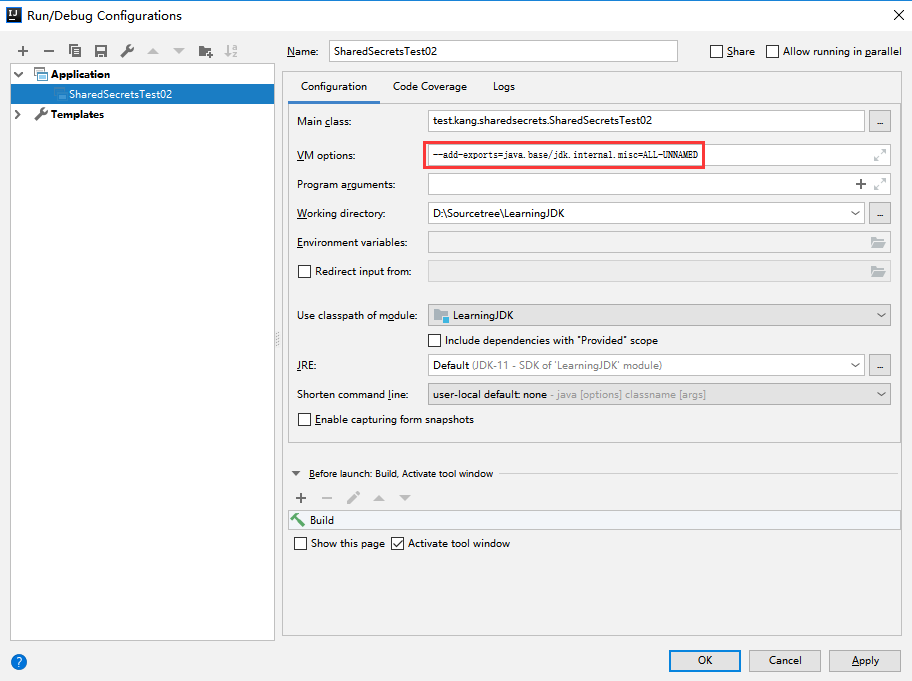 Run/Debug Configurations
Name: SharedSecretsTest02 Share Allow running in parallel
Application
SharedSecretsTest02
Templates
Configuration Code Coverage Logs
Main class: test.kang.sharedsecrets.SharedSecretsTest02 ...
VM options: --add-exports=java.base/jdk.internal.misc=ALL-UNNAMED
Program arguments:
Working directory: D:\Sourcetree\LearningJDK ...
Environment variables:
Redirect input from:
Use classpath of module: LearningJDK
Include dependencies with "Provided" scope
JRE: Default (JDK-11 - SDK of 'LearningJDK' module) ...
Shorten command line: user-local default: none - java [options] classname [args]
Enable capturing form snapshots
Before launch: Build, Activate tool window
Build
Show this page Activate tool window
? OK Cancel Apply